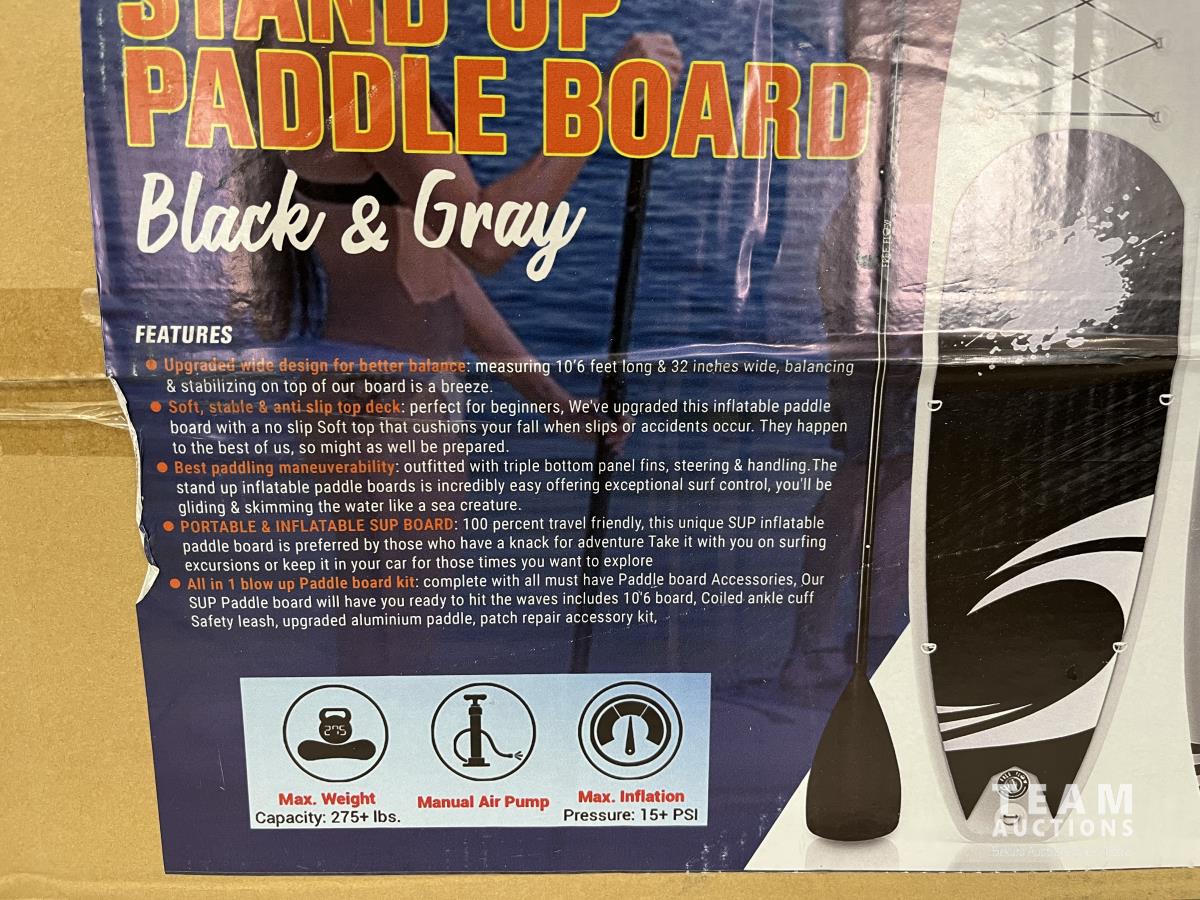 STAND UP
PADDLE BOARD
Black & Gray
FEATURES
Upgraded wide design for better balance: measuring 10'6 feet long & 32 inches wide, balancing
& stabilizing on top of our board is a breeze.
Soft, stable & anti slip top deck: perfect for beginners, We've upgraded this inflatable paddle
board with a no slip Soft top that cushions your fall when slips or accidents occur. They happen
to the best of us, so might as well be prepared.
Best paddling maneuverability: outfitted with triple bottom panel fins, steering & handling.The
stand up inflatable paddle boards is incredibly easy offering exceptional surf control, you'll be
gliding & skimming the water like a sea creature.
PORTABLE & INFLATABLE SUP BOARD: 100 percent travel friendly, this unique SUP inflatable
paddle board is preferred by those who have a knack for adventure Take it with you on surfing
excursions or keep it in your car for those times you want to explore
All in 1 blow up Paddle board kit: complete with all must have Paddle board Accessories, Our
SUP Paddle board will have you ready to hit the waves includes 10'6 board, Coiled ankle cuff
Safety leash, upgraded aluminium paddle, patch repair accessory kit,
275
Max. Weight
Capacity: 275+ lbs.
Manual Air Pump
Max. Inflation
Pressure: 15+ PSI
FREE FLOW
TEAM
AUCTIONS